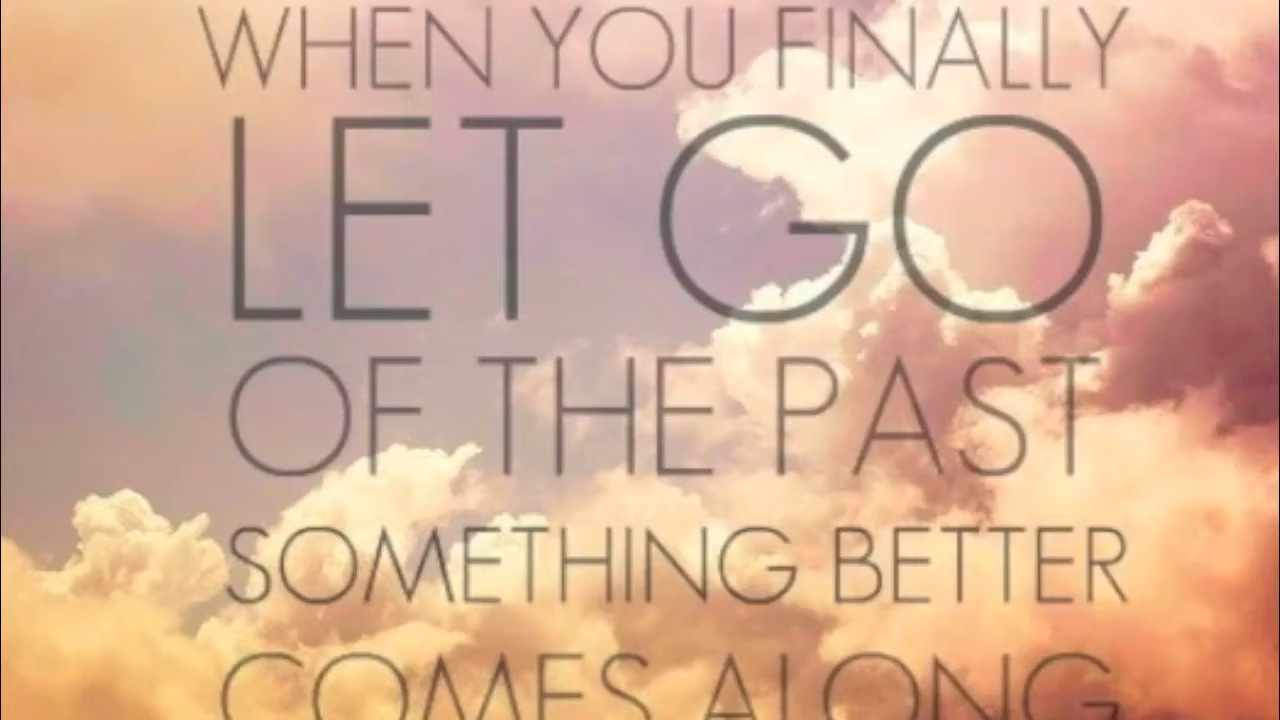 WHEN YOU FINALLY
LET GO
OF THE PAST
SOMETHING BETTER
COMES ALONG